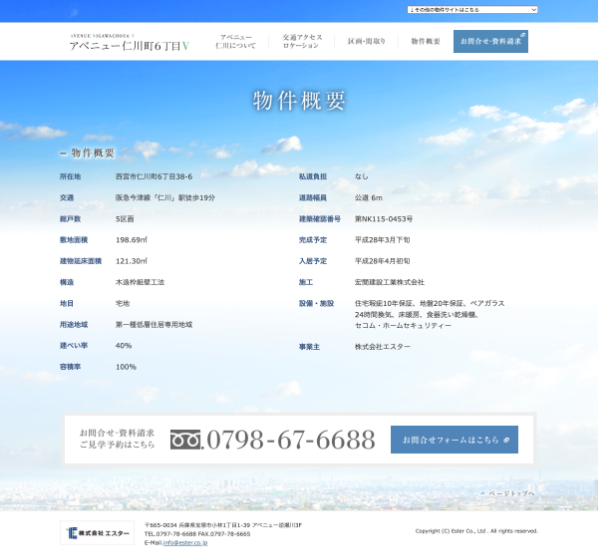 ↓その他の物件サイトはこちら
AVENUE NIGAWACHO6 V
アベニュー仁川町6丁目V
アベニュー
仁川について
交通アクセス
ロケーション
区画・間取り
物件概要
お問合せ・資料請求
物件概要
– 物件概要
所在地 西宮市仁川町6丁目38-6
交通 阪急今津線「仁川」駅徒歩19分
総戸数 5区画
敷地面積 198.69㎡
建物延床面積 121.30㎡
構造 木造枠組壁工法
地目 宅地
用途地域 第一種低層住居専用地域
建ぺい率 40%
容積率 100%
私道負担 なし
道路幅員 公道 6m
建築確認番号 第NK115-0453号
完成予定 平成28年3月下旬
入居予定 平成28年4月初旬
施工 宏閣建設工業株式会社
設備・施設 住宅瑕疵10年保証、地盤20年保証、ペアガラス
24時間換気、床暖房、食器洗い乾燥機、
セコム・ホームセキュリティー
事業主 株式会社エスター
お問合せ・資料請求
ご見学予約はこちら
0798-67-6688
お問合せフォームはこちら
ページトップへ
株式会社 エスター
〒665-0034 兵庫県宝塚市小林1丁目1-39 アベニュー逆瀬川3F
TEL.0797-78-6688 FAX.0797-78-6665
E-Mail.info@ester.co.jp
Copyright (C) Ester Co., Ltd . All rights reserved.